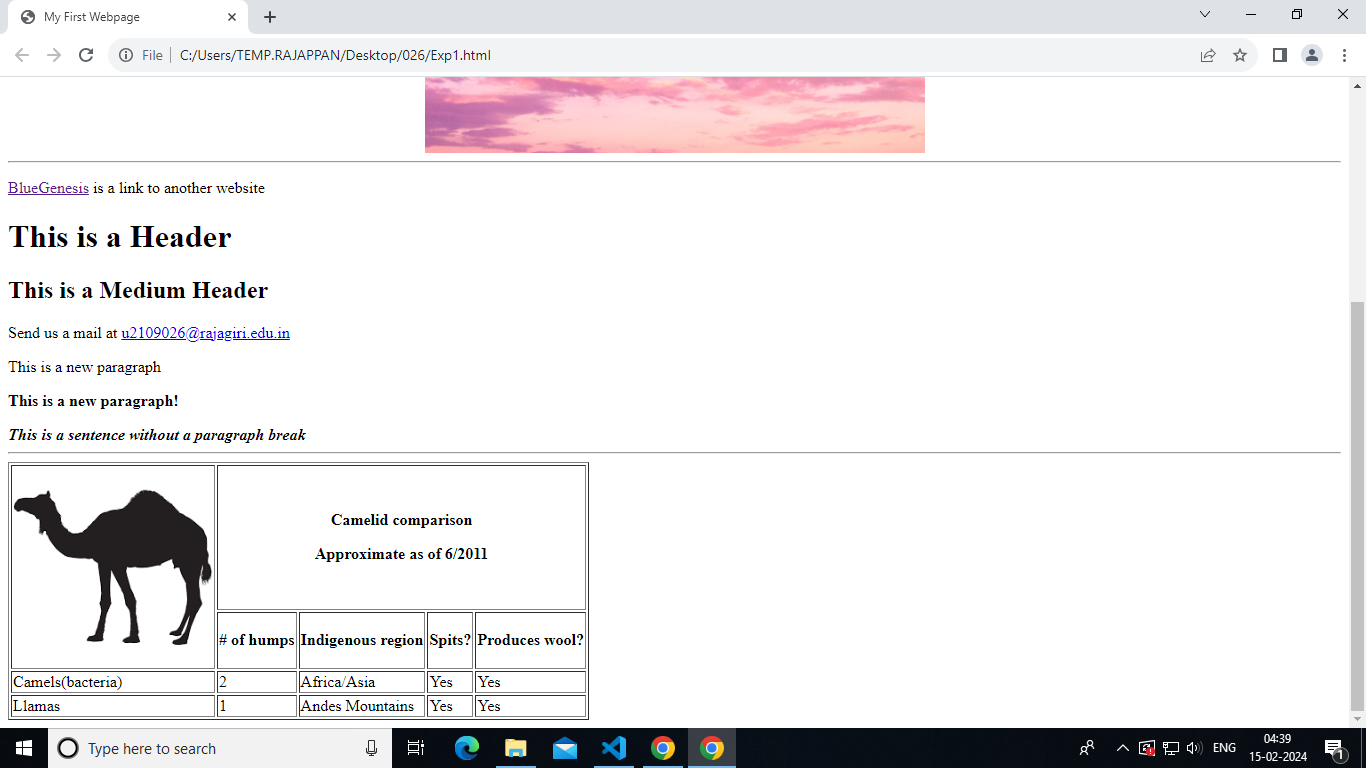 My First Webpage
File
C:/Users/TEMP.RAJAPPAN/Desktop/026/Exp1.html
BlueGenesis is a link to another website
This is a Header
This is a Medium Header
Send us a mail at u2109026@rajagiri.edu.in
This is a new paragraph
This is a new paragraph!
This is a sentence without a paragraph break
Camelid comparison
Approximate as of 6/2011
# of humps Indigenous region Spits? Produces wool?
Camels(bacteria) 2 Africa/Asia Yes Yes
Llamas 1 Andes Mountains Yes Yes
Type here to search
ENG
04:39
15-02-2024
1